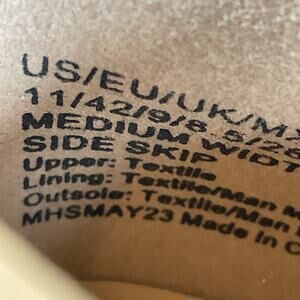 US/EU/UK/M
11/42/9/8.5/2
MEDIUM WIDT
SIDE SKIP
Upper: Textile
Lining: Textile/Man M
Outsole: Textile/Man
MHSMAY23 Made In C